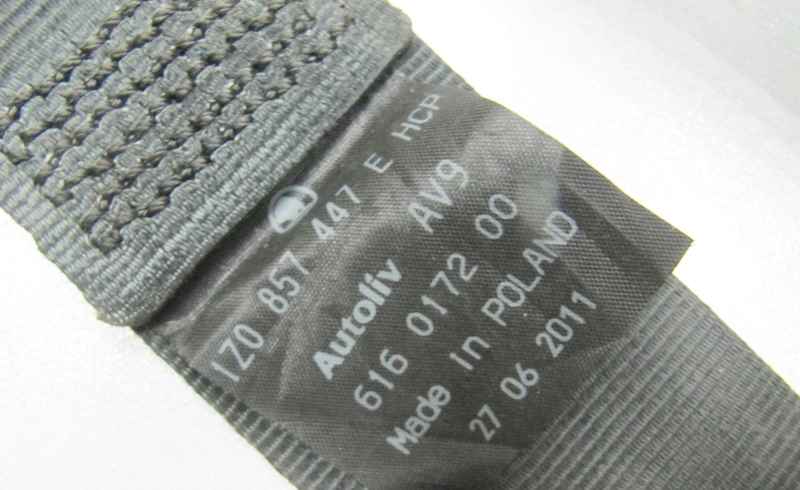 1Z0 857 447 E HCP
Autoliv AV9
616 0172 00
Made in POLAND
27 06 2011